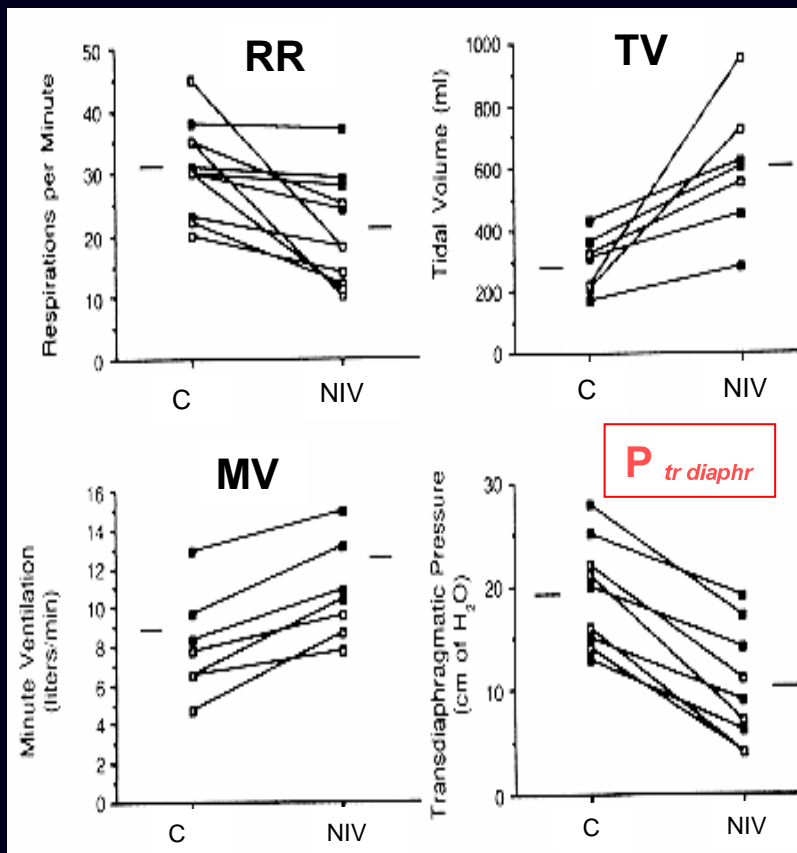 RR
Respirations per Minute
50
40
30
20
10
0
C NIV
TV
Tidal Volume (ml)
1000
800
600
400
200
0
C NIV
MV
Minute Ventilation
(liters/min)
16
14
12
10
8
6
4
2
0
C NIV
P tr diaphr
Transdiaphragmatic Pressure
(cm of H₂O)
30
20
10
0
C NIV